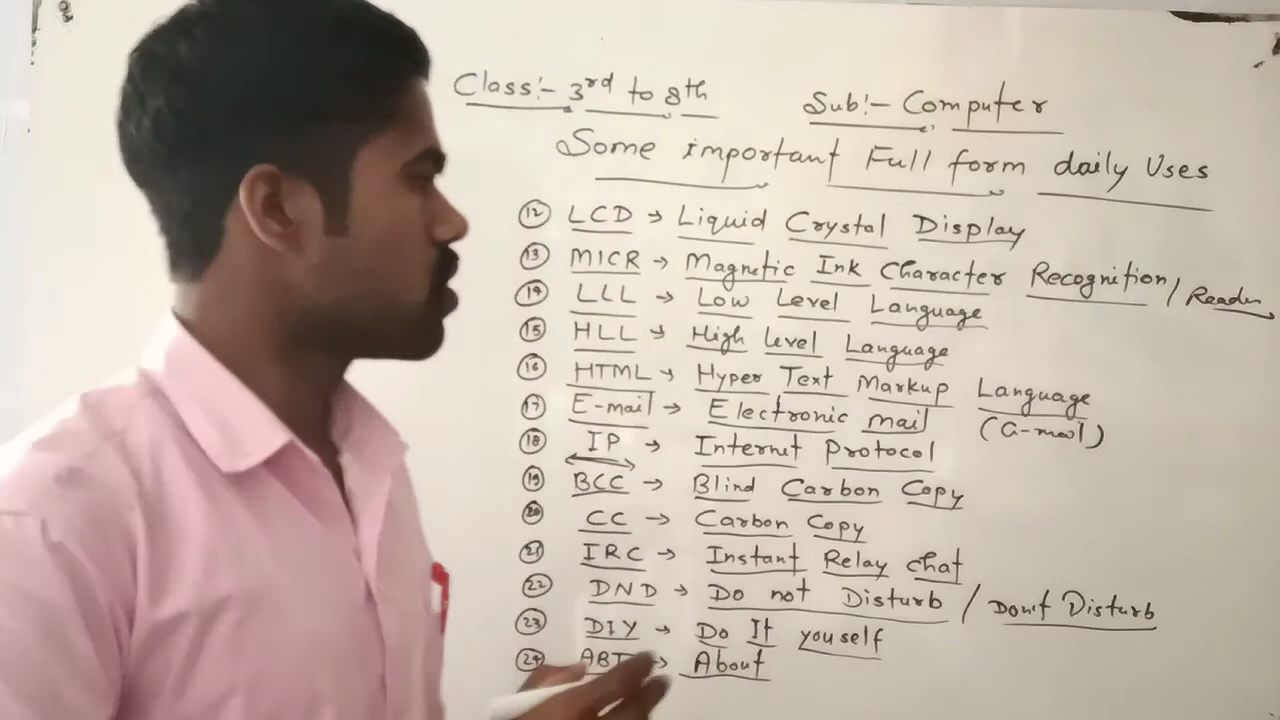 Class:- 3rd to 8th Sub:- Computer
Some important Full form daily Uses
12 LCD → Liquid Crystal Display
13 MICR → Magnetic Ink Character Recognition / Reader
14 LLL → Low Level Language
15 HLL → High Level Language
16 HTML → Hyper Text Markup Language
17 E-mail → Electronic mail (G-mail)
18 IP → Internet Protocol
19 BCC → Blind Carbon Copy
20 CC → Carbon Copy
21 IRC → Instant Relay chat
22 DND → Do not Disturb / Don't Disturb
23 DIY → Do It youself
24 ABT → About